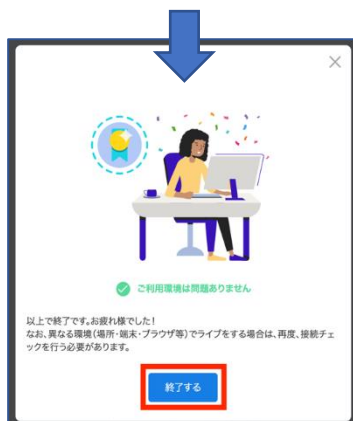 ご利用環境は問題ありません
以上で終了です。お疲れ様でした！
なお、異なる環境（場所・端末・ブラウザ等）でライブをする場合は、再度、接続チェ
ックを行う必要があります。
終了する